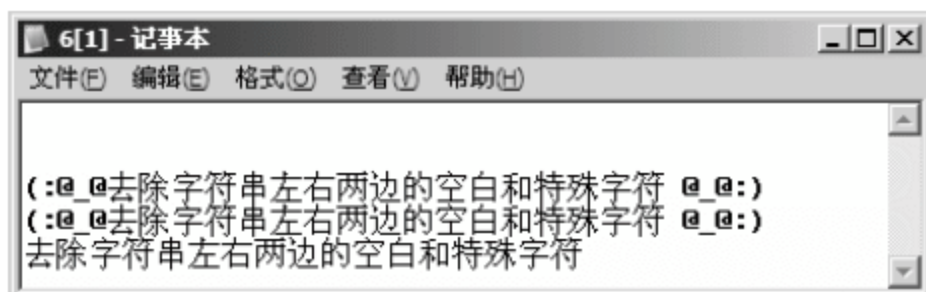 6[1] - 记事本
文件(F) 编辑(E) 格式(O) 查看(V) 帮助(H)
(:@_@去除字符串左右两边的空白和特殊字符 @_@:)
(:@_@去除字符串左右两边的空白和特殊字符 @_@:)
去除字符串左右两边的空白和特殊字符